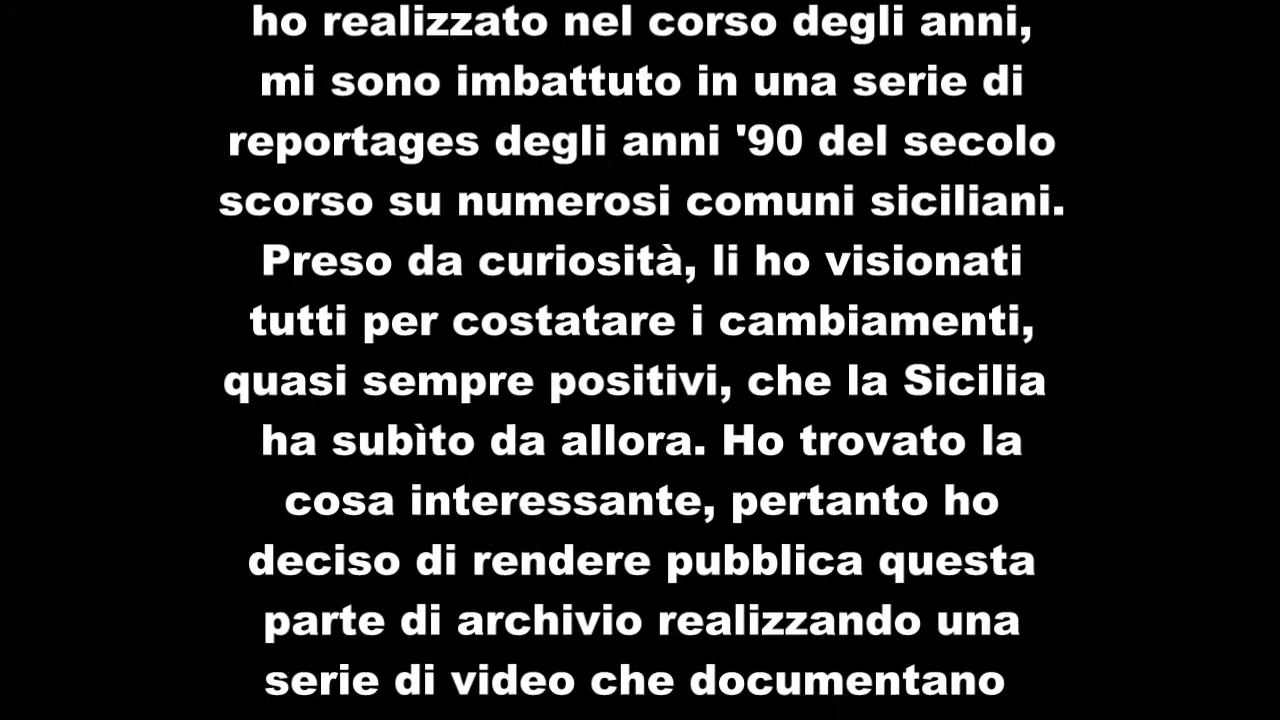 ho realizzato nel corso degli anni,
mi sono imbattuto in una serie di
reportages degli anni '90 del secolo
scorso su numerosi comuni siciliani.
Preso da curiosità, li ho visionati
tutti per costatare i cambiamenti,
quasi sempre positivi, che la Sicilia
ha subìto da allora. Ho trovato la
cosa interessante, pertanto ho
deciso di rendere pubblica questa
parte di archivio realizzando una
serie di video che documentano